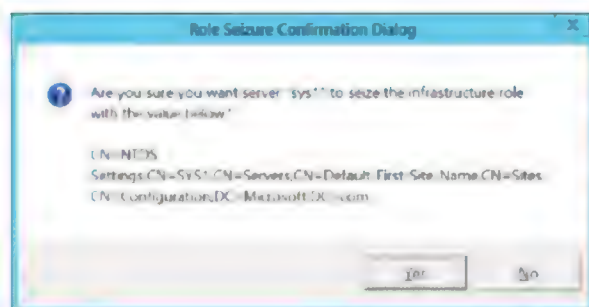 Role Seizure Confirmation Dialog
X
Are you sure you want server "sys1" to seize the infrastructure role
with the value below?
CN=NTDS
Settings,CN=SYS1,CN=Servers,CN=Default-First-Site-Name,CN=Sites,
CN=Configuration,DC=Microsoft,DC=com
Yes
No